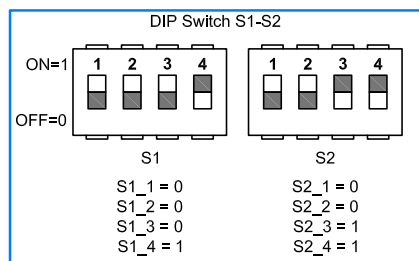 DIP Switch S1-S2
ON=1 1 2 3 4 1 2 3 4
OFF=0
S1 S2
S1_1 = 0 S2_1 = 0
S1_2 = 0 S2_2 = 0
S1_3 = 0 S2_3 = 1
S1_4 = 1 S2_4 = 1